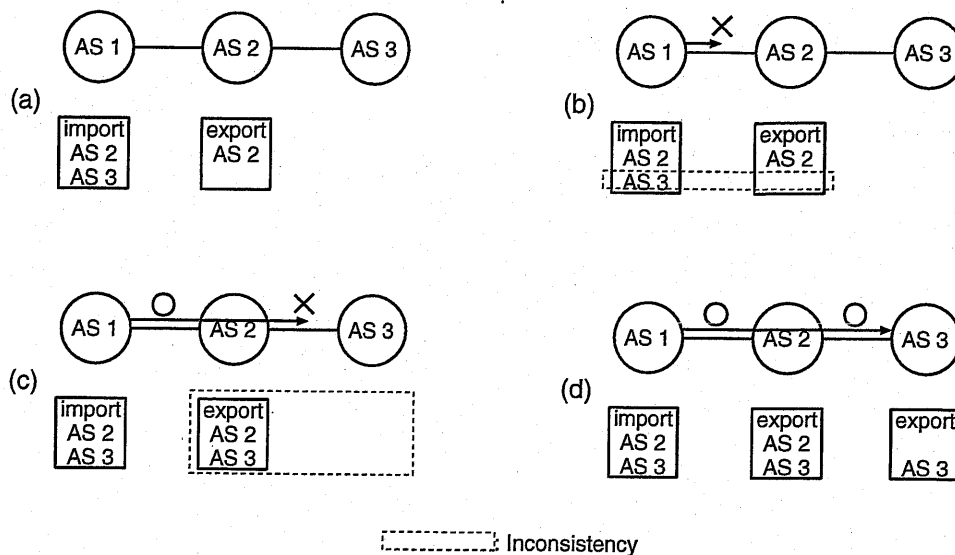 AS 1 AS 2 AS 3
(a)
import
AS 2
AS 3
export
AS 2
AS 1 AS 2 AS 3
(b)
import
AS 2
AS 3
export
AS 2
AS 1 AS 2 AS 3
(c)
import
AS 2
AS 3
export
AS 2
AS 3
AS 1 AS 2 AS 3
(d)
import
AS 2
AS 3
export
AS 2
AS 3
export
AS 3
: Inconsistency